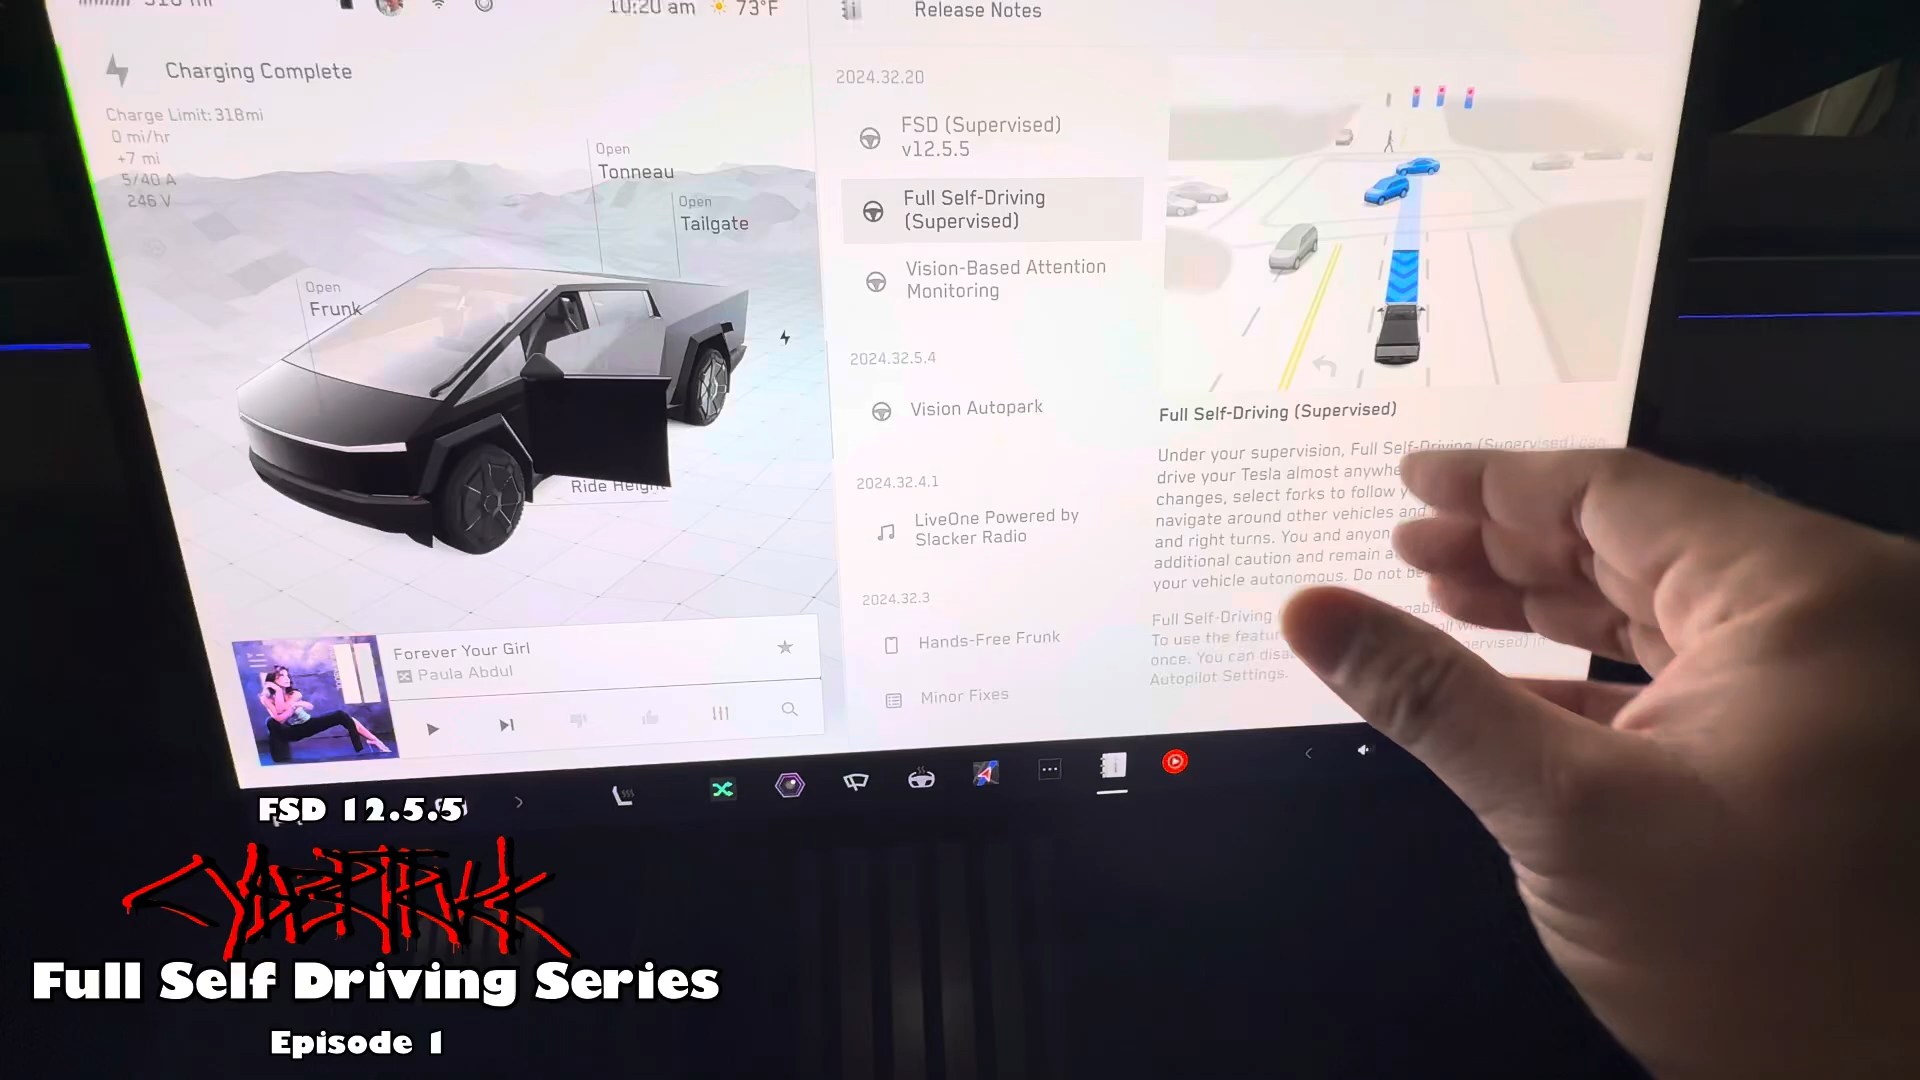 10:20 am 73°F
Charging Complete
Charge Limit: 318mi
0 mi/hr
+7 mi
5/40 A
246 V
Open
Tonneau
Open
Tailgate
Open
Frunk
Ride Height
Forever Your Girl
Paula Abdul
Release Notes
2024.32.20
FSD (Supervised)
v12.5.5
Full Self-Driving
(Supervised)
Vision-Based Attention
Monitoring
2024.32.5.4
Vision Autopark
2024.32.4.1
LiveOne Powered by
Slacker Radio
2024.32.3
Hands-Free Frunk
Minor Fixes
Full Self-Driving (Supervised)
Under your supervision, Full Self-Driving (Supervised) can
drive your Tesla almost
changes, select forks to follow
navigate around other vehicles and
and right turns. You and
additional caution and remain
your vehicle autonomous. Do not
Full Self-Driving
To use the
once. You can
Autopilot Settings.
FSD 12.5.5
CYBERTRUCK
Full Self Driving Series
Episode 1